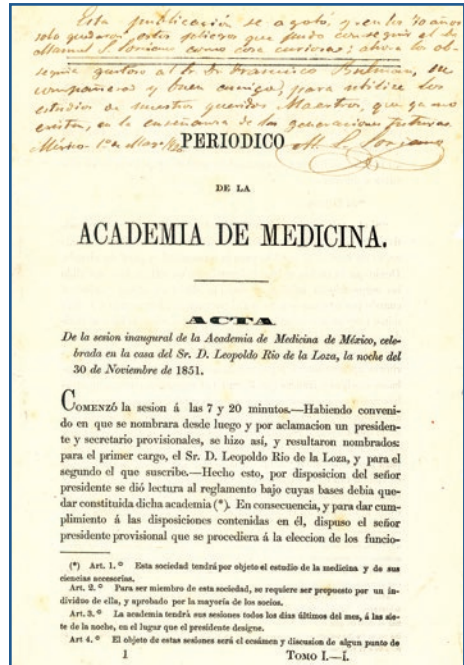 Esta publicación se agotó, y en los 70 años
solo quedaron estos pliegos que pudo conseguir el Dr
Manuel S. Soriano como cosa curiosa; ahora los ob-
sequia gustoso al Sr. Dr. Francisco Bulman, su
compañero y buen amigo, para utilice los
estudios de nuestros queridos Maestros, que ya no
existen, en la enseñanza de las generaciones futuras
México 1º de Mayo
M. S. Soriano
PERIODICO
DE LA
ACADEMIA DE MEDICINA.
ACTA
De la sesion inaugural de la Academia de Medicina de México, cele-
brada en la casa del Sr. D. Leopoldo Rio de la Loza, la noche del
30 de Noviembre de 1851.
COMENZÓ la sesion á las 7 y 20 minutos.—Habiendo conveni-
do en que se nombrara desde luego y por aclamacion un presiden-
te y secretario provisionales, se hizo así, y resultaron nombrados:
para el primer cargo, el Sr. D. Leopoldo Rio de la Loza, y para el
segundo el que suscribe.—Hecho esto, por disposicion del señor
presidente se dió lectura al reglamento bajo cuyas bases debia que-
dar constituida dicha academia (*). En consecuencia, y para dar cum-
plimiento á las disposiciones contenidas en él, dispuso el señor
presidente provisional que se procediera á la eleccion de los funcio-
(*) Art. 1.º Esta sociedad tendrá por objeto el estudio de la medicina y de sus
ciencias accesorias.
Art. 2.º Para ser miembro de esta sociedad, se requiere ser propuesto por un in-
dividuo de ella, y aprobado por la mayoría de los socios.
Art. 3.º La academia tendrá sus sesiones todos los dias últimos del mes, á las sie-
te de la noche, en el lugar que el presidente designe.
Art 4.º El objeto de estas sesiones será el ecsámen y discusion de algun punto de
1 TOMO I.—I.